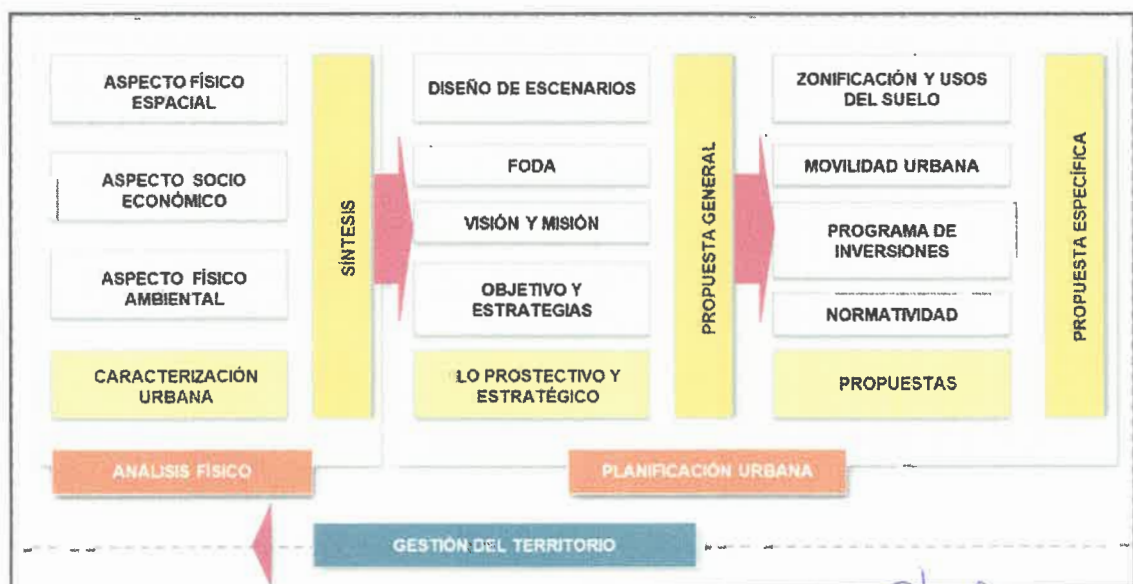 ASPECTO FÍSICO
ESPACIAL
ASPECTO SOCIO
ECONÓMICO
ASPECTO FÍSICO
AMBIENTAL
CARACTERIZACIÓN
URBANA
SÍNTESIS
DISEÑO DE ESCENARIOS
FODA
VISIÓN Y MISIÓN
OBJETIVO Y
ESTRATEGIAS
LO PROSTECTIVO Y
ESTRATÉGICO
PROPUESTA GENERAL
ZONIFICACIÓN Y USOS
DEL SUELO
MOVILIDAD URBANA
PROGRAMA DE
INVERSIONES
NORMATIVIDAD
PROPUESTAS
PROPUESTA ESPECÍFICA
ANÁLISIS FÍSICO
PLANIFICACIÓN URBANA
GESTIÓN DEL TERRITORIO